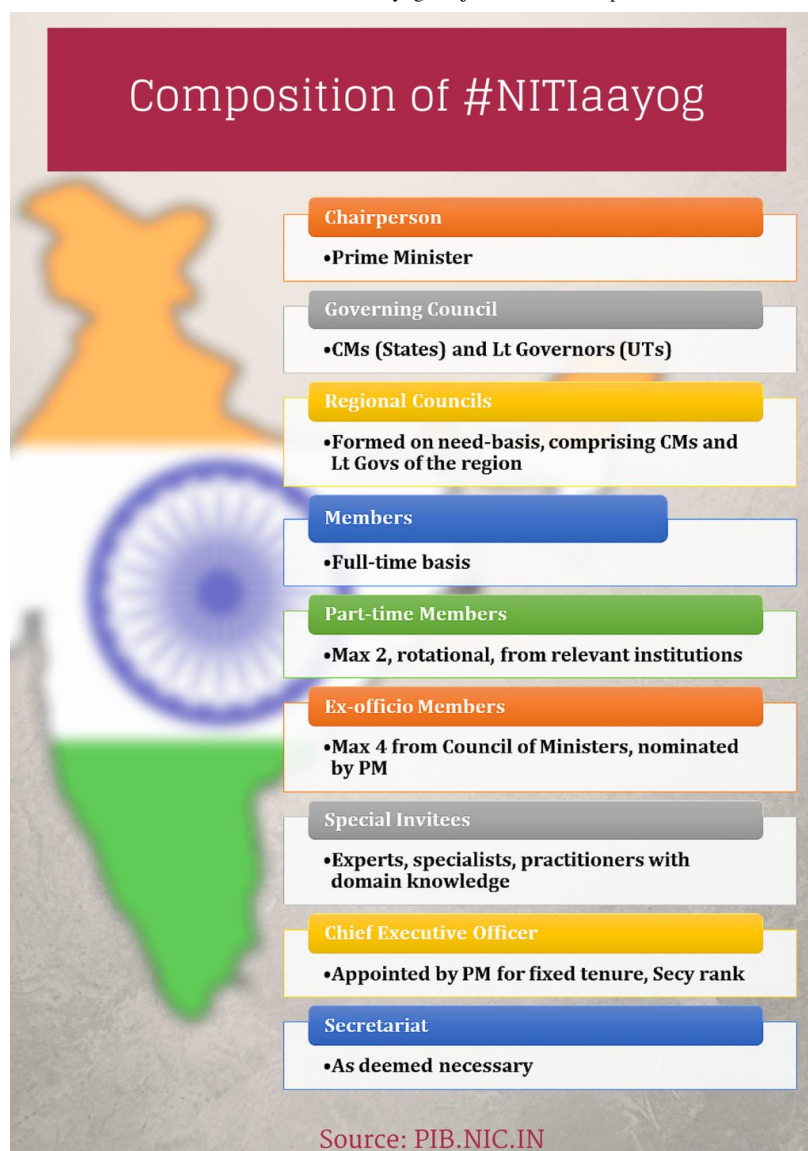 Composition of #NITIaayog
Chairperson
•Prime Minister
Governing Council
•CMs (States) and Lt Governors (UTs)
Regional Councils
•Formed on need-basis, comprising CMs and
Lt Govs of the region
Members
•Full-time basis
Part-time Members
•Max 2, rotational, from relevant institutions
Ex-officio Members
•Max 4 from Council of Ministers, nominated
by PM
Special Invitees
•Experts, specialists, practitioners with
domain knowledge
Chief Executive Officer
•Appointed by PM for fixed tenure, Secy rank
Secretariat
•As deemed necessary
Source: PIB.NIC.IN